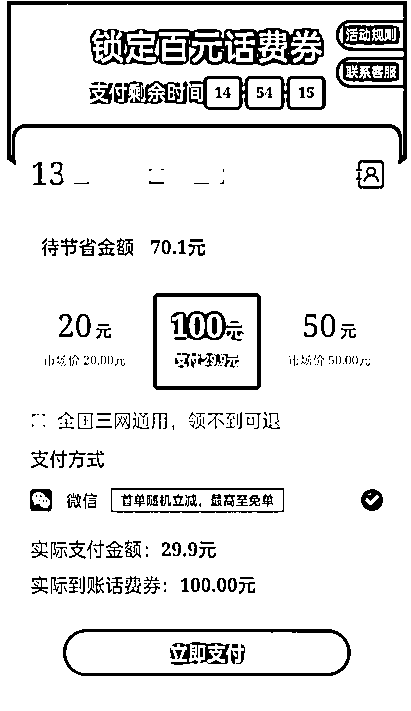 锁定百元话费券
活动规则
联系客服
支付剩余时间 14 : 54 : 15
13
待节省金额 70.1元
20元
市场价 20.00元
100元
支付29.9元
50元
市场价 50.00元
全国三网通用，领不到可退
支付方式
微信 首单随机立减，最高至免单
实际支付金额：29.9元
实际到账话费券：100.00元
立即支付